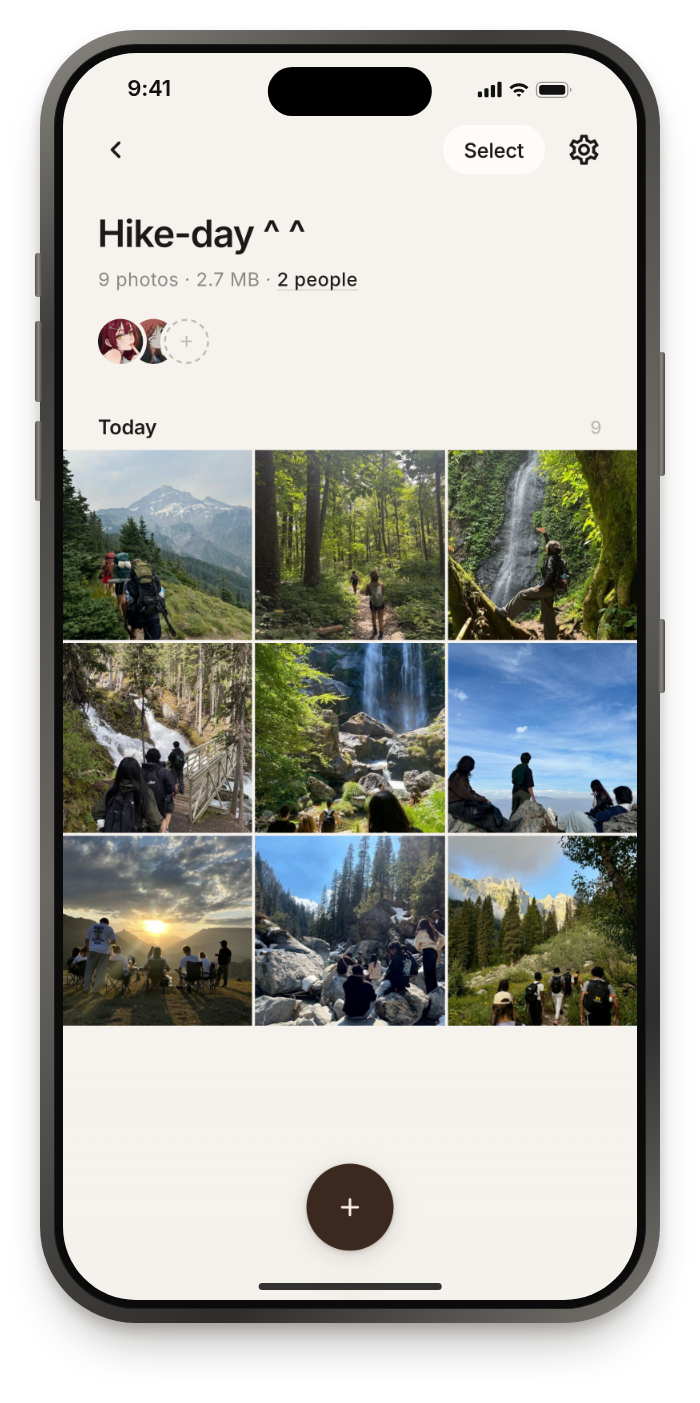 9:41
Select
Hike-day ^ ^
9 photos · 2.7 MB · 2 people
+
Today
9
+